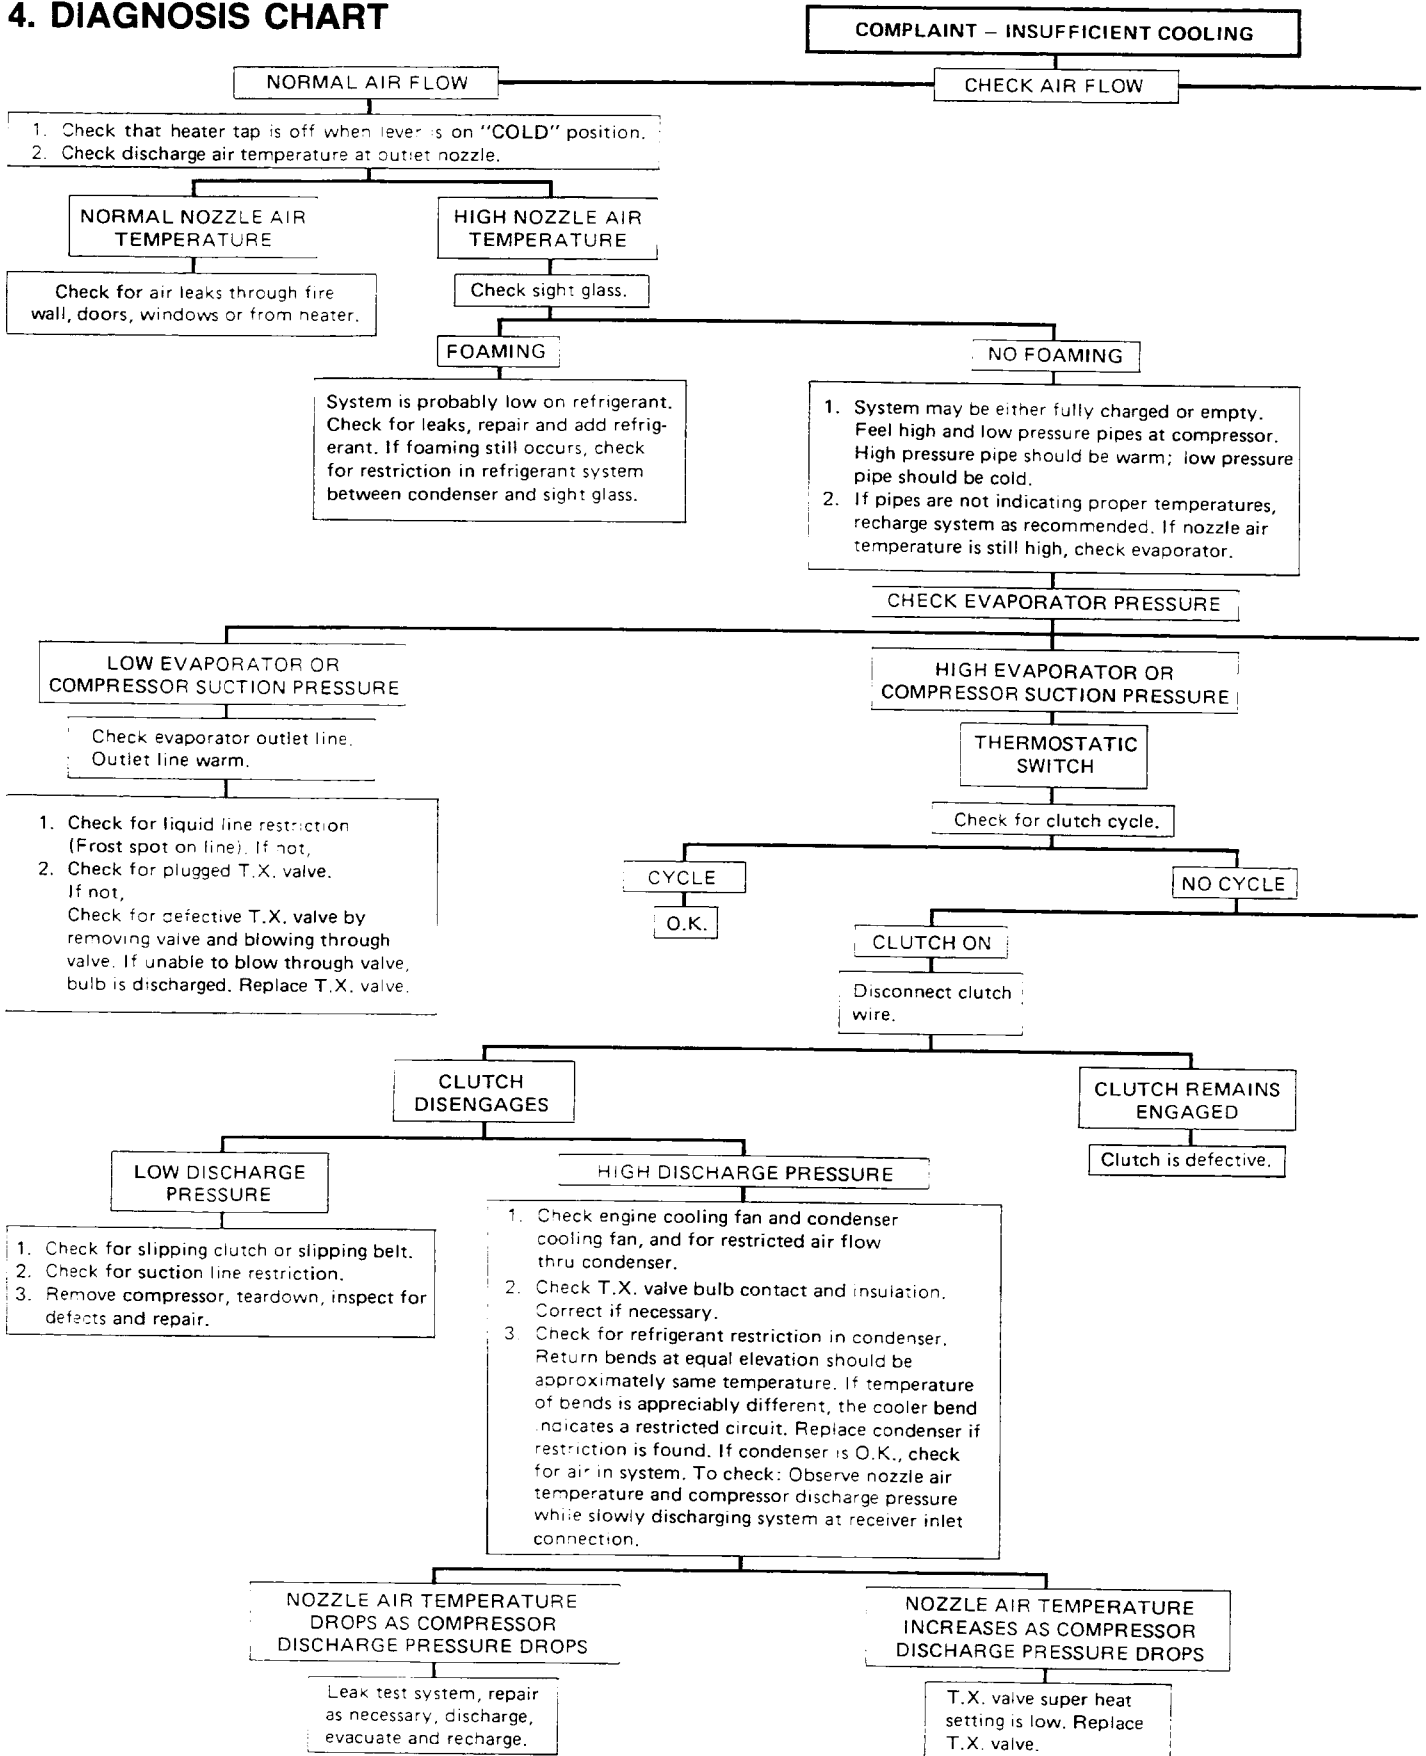 4. DIAGNOSIS CHART
COMPLAINT – INSUFFICIENT COOLING
NORMAL AIR FLOW
CHECK AIR FLOW
1. Check that heater tap is off when lever is on "COLD" position.
2. Check discharge air temperature at outlet nozzle.
NORMAL NOZZLE AIR
TEMPERATURE
HIGH NOZZLE AIR
TEMPERATURE
Check for air leaks through fire
wall, doors, windows or from heater.
Check sight glass.
FOAMING
NO FOAMING
System is probably low on refrigerant.
Check for leaks, repair and add refrig-
erant. If foaming still occurs, check
for restriction in refrigerant system
between condenser and sight glass.
1. System may be either fully charged or empty.
Feel high and low pressure pipes at compressor.
High pressure pipe should be warm; low pressure
pipe should be cold.
2. If pipes are not indicating proper temperatures,
recharge system as recommended. If nozzle air
temperature is still high, check evaporator.
CHECK EVAPORATOR PRESSURE
LOW EVAPORATOR OR
COMPRESSOR SUCTION PRESSURE
HIGH EVAPORATOR OR
COMPRESSOR SUCTION PRESSURE
Check evaporator outlet line.
Outlet line warm.
THERMOSTATIC
SWITCH
Check for clutch cycle.
1. Check for liquid line restriction
(Frost spot on line). If not,
2. Check for plugged T.X. valve.
If not,
Check for defective T.X. valve by
removing valve and blowing through
valve. If unable to blow through valve,
bulb is discharged. Replace T.X. valve.
CYCLE
NO CYCLE
O.K.
CLUTCH ON
Disconnect clutch
wire.
CLUTCH
DISENGAGES
CLUTCH REMAINS
ENGAGED
Clutch is defective.
LOW DISCHARGE
PRESSURE
HIGH DISCHARGE PRESSURE
1. Check for slipping clutch or slipping belt.
2. Check for suction line restriction.
3. Remove compressor, teardown, inspect for
defects and repair.
1. Check engine cooling fan and condenser
cooling fan, and for restricted air flow
thru condenser.
2. Check T.X. valve bulb contact and insulation.
Correct if necessary.
3. Check for refrigerant restriction in condenser.
Return bends at equal elevation should be
approximately same temperature. If temperature
of bends is appreciably different, the cooler bend
indicates a restricted circuit. Replace condenser if
restriction is found. If condenser is O.K., check
for air in system. To check: Observe nozzle air
temperature and compressor discharge pressure
while slowly discharging system at receiver inlet
connection.
NOZZLE AIR TEMPERATURE
DROPS AS COMPRESSOR
DISCHARGE PRESSURE DROPS
NOZZLE AIR TEMPERATURE
INCREASES AS COMPRESSOR
DISCHARGE PRESSURE DROPS
Leak test system, repair
as necessary, discharge,
evacuate and recharge.
T.X. valve super heat
setting is low. Replace
T.X. valve.